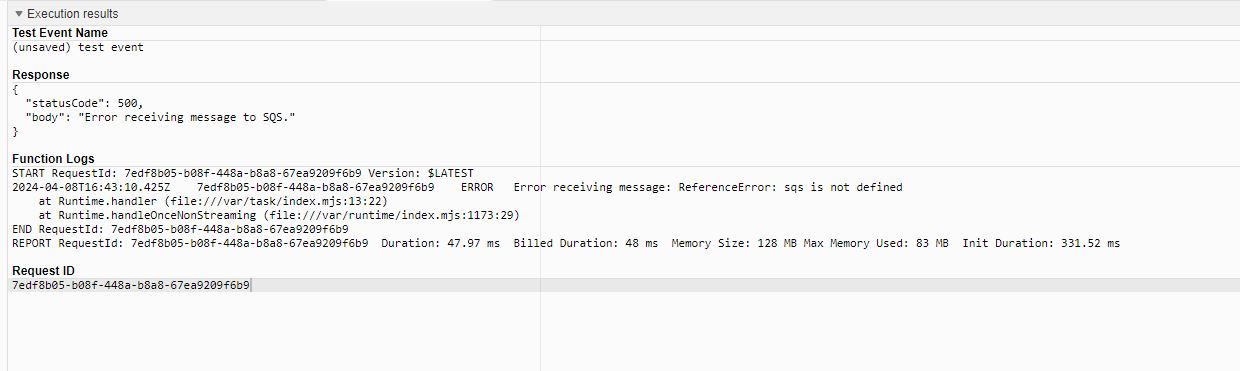 Execution results
Test Event Name
(unsaved) test event
Response
{
  "statusCode": 500,
  "body": "Error receiving message to SQS."
}
Function Logs
START RequestId: 7edf8b05-b08f-448a-b8a8-67ea9209f6b9 Version: $LATEST
2024-04-08T16:43:10.425Z    7edf8b05-b08f-448a-b8a8-67ea9209f6b9    ERROR   Error receiving message: ReferenceError: sqs is not defined
    at Runtime.handler (file:///var/task/index.mjs:13:22)
    at Runtime.handleOnceNonStreaming (file:///var/runtime/index.mjs:1173:29)
END RequestId: 7edf8b05-b08f-448a-b8a8-67ea9209f6b9
REPORT RequestId: 7edf8b05-b08f-448a-b8a8-67ea9209f6b9  Duration: 47.97 ms  Billed Duration: 48 ms  Memory Size: 128 MB Max Memory Used: 83 MB  Init Duration: 331.52 ms
Request ID
7edf8b05-b08f-448a-b8a8-67ea9209f6b9